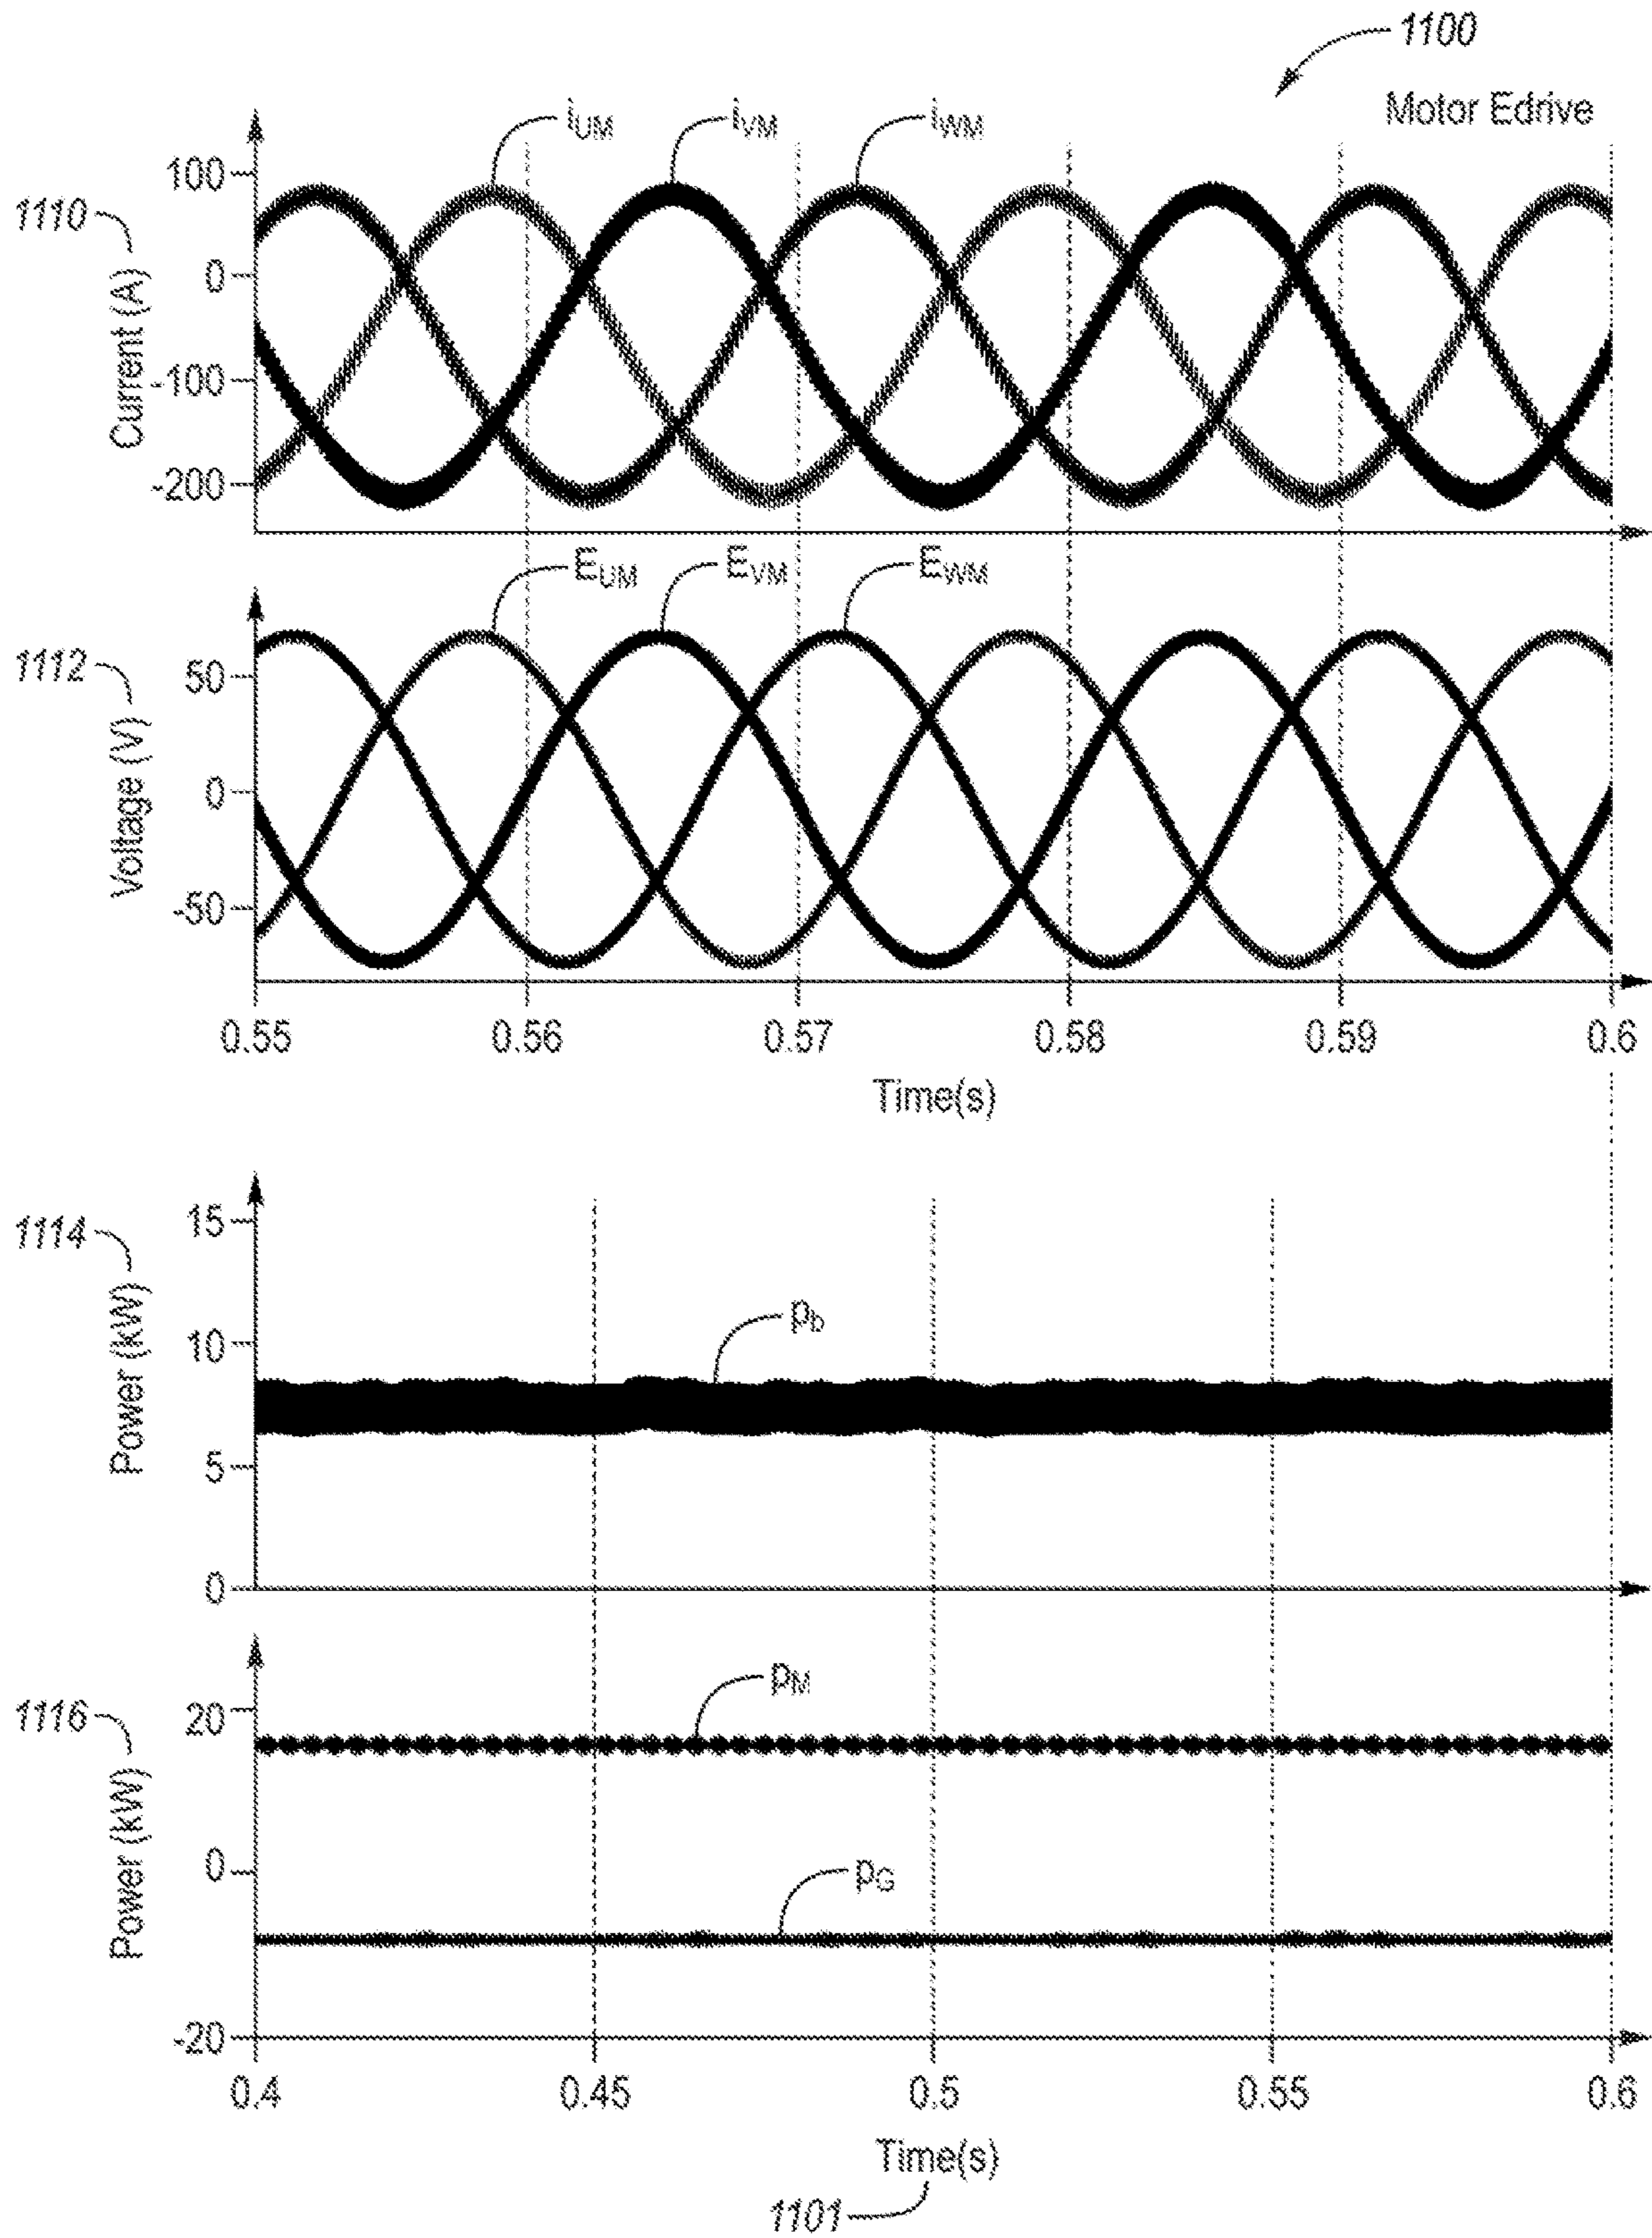 1100
Motor Edrive
iUM iVM iWM
1110
Current (A)
100
0
-100
-200
EUM EVM EWM
1112
Voltage (V)
50
0
-50
0.55 0.56 0.57 0.58 0.59 0.6
Time(s)
1114
Power (kW)
15
10
5
0
pb
1116
Power (kW)
20
0
-20
pM
pG
0.4 0.45 0.5 0.55 0.6
Time(s)
1101